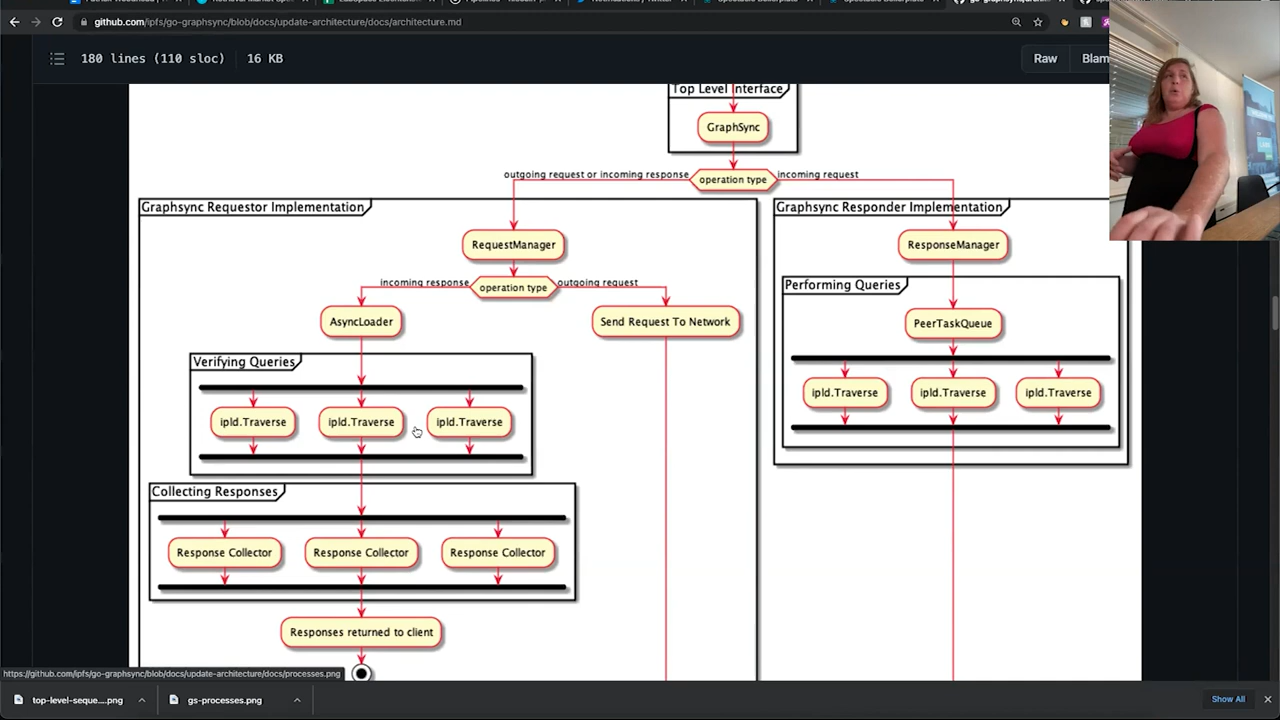 github.com/ipfs/go-graphsync/blob/docs/update-architecture/docs/architecture.md
180 lines (110 sloc)
16 KB
Raw
Top Level Interface
GraphSync
outgoing request or incoming response
operation type
incoming request
Graphsync Requestor Implementation
Graphsync Responder Implementation
RequestManager
ResponseManager
incoming response
operation type
outgoing request
Performing Queries
AsyncLoader
Send Request To Network
PeerTaskQueue
Verifying Queries
ipld.Traverse
ipld.Traverse
ipld.Traverse
ipld.Traverse
ipld.Traverse
ipld.Traverse
Collecting Responses
Response Collector
Response Collector
Response Collector
Responses returned to client
https://github.com/ipfs/go-graphsync/blob/docs/update-architecture/docs/processes.png
top-level-seque....png
gs-processes.png
Show All